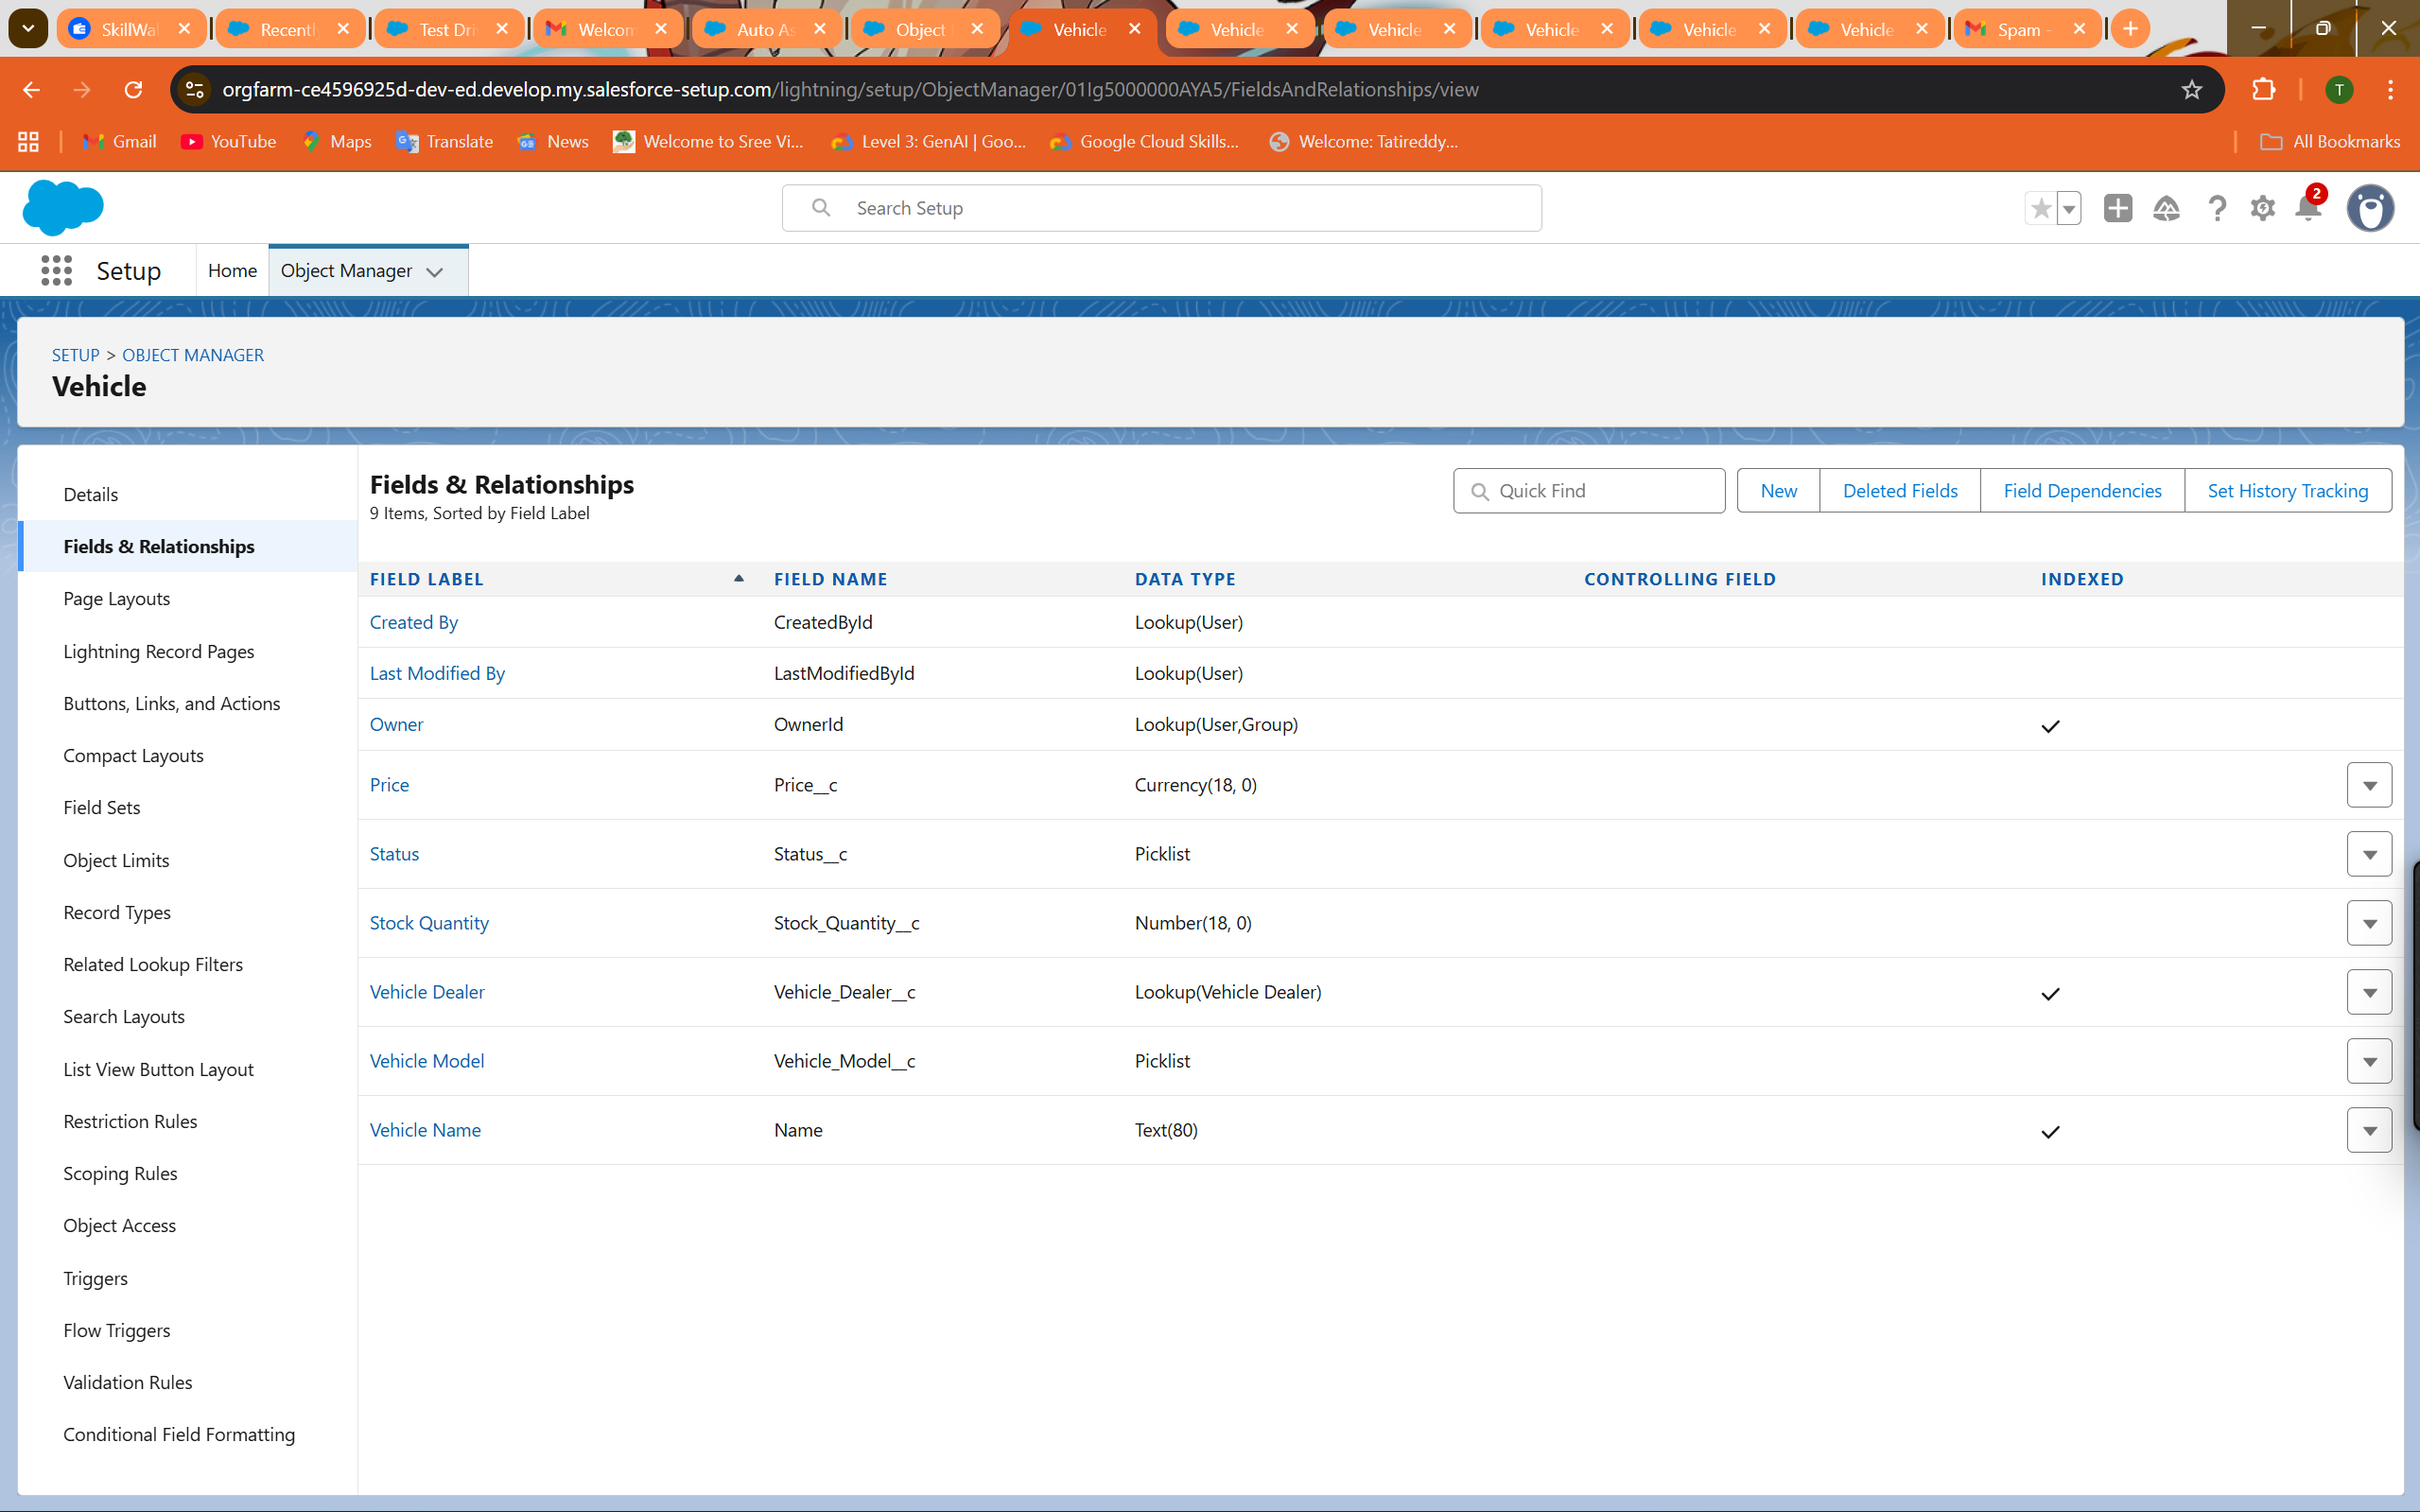 SkillWa
Recent
Test Dri
Welcom
Auto As
Object
Vehicle
Vehicle
Vehicle
Vehicle
Vehicle
Vehicle
Spam -
orgfarm-ce4596925d-dev-ed.develop.my.salesforce-setup.com/lightning/setup/ObjectManager/01Ig5000000AYA5/FieldsAndRelationships/view
T
Gmail
YouTube
Maps
Translate
News
Welcome to Sree Vi...
Level 3: GenAI | Goo...
Google Cloud Skills...
Welcome: Tatireddy...
All Bookmarks
Search Setup
2
Setup
Home
Object Manager
SETUP > OBJECT MANAGER
Vehicle
Details
Fields & Relationships
Page Layouts
Lightning Record Pages
Buttons, Links, and Actions
Compact Layouts
Field Sets
Object Limits
Record Types
Related Lookup Filters
Search Layouts
List View Button Layout
Restriction Rules
Scoping Rules
Object Access
Triggers
Flow Triggers
Validation Rules
Conditional Field Formatting
Fields & Relationships
9 Items, Sorted by Field Label
Quick Find
New
Deleted Fields
Field Dependencies
Set History Tracking
FIELD LABEL FIELD NAME DATA TYPE CONTROLLING FIELD INDEXED
Created By CreatedById Lookup(User)
Last Modified By LastModifiedById Lookup(User)
Owner OwnerId Lookup(User,Group)
Price Price__c Currency(18, 0)
Status Status__c Picklist
Stock Quantity Stock_Quantity__c Number(18, 0)
Vehicle Dealer Vehicle_Dealer__c Lookup(Vehicle Dealer)
Vehicle Model Vehicle_Model__c Picklist
Vehicle Name Name Text(80)